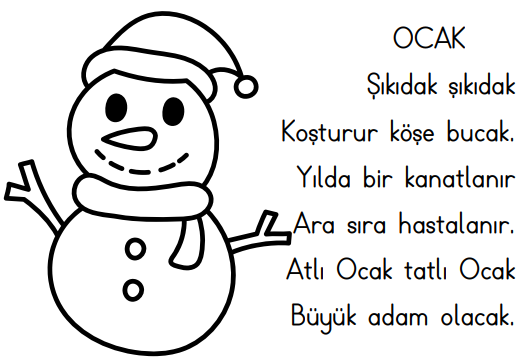 OCAK
Şıkıdak şıkıdak
Koşturur köşe bucak.
Yılda bir kanatlanır
Ara sıra hastalanır.
Atlı Ocak tatlı Ocak
Büyük adam olacak.